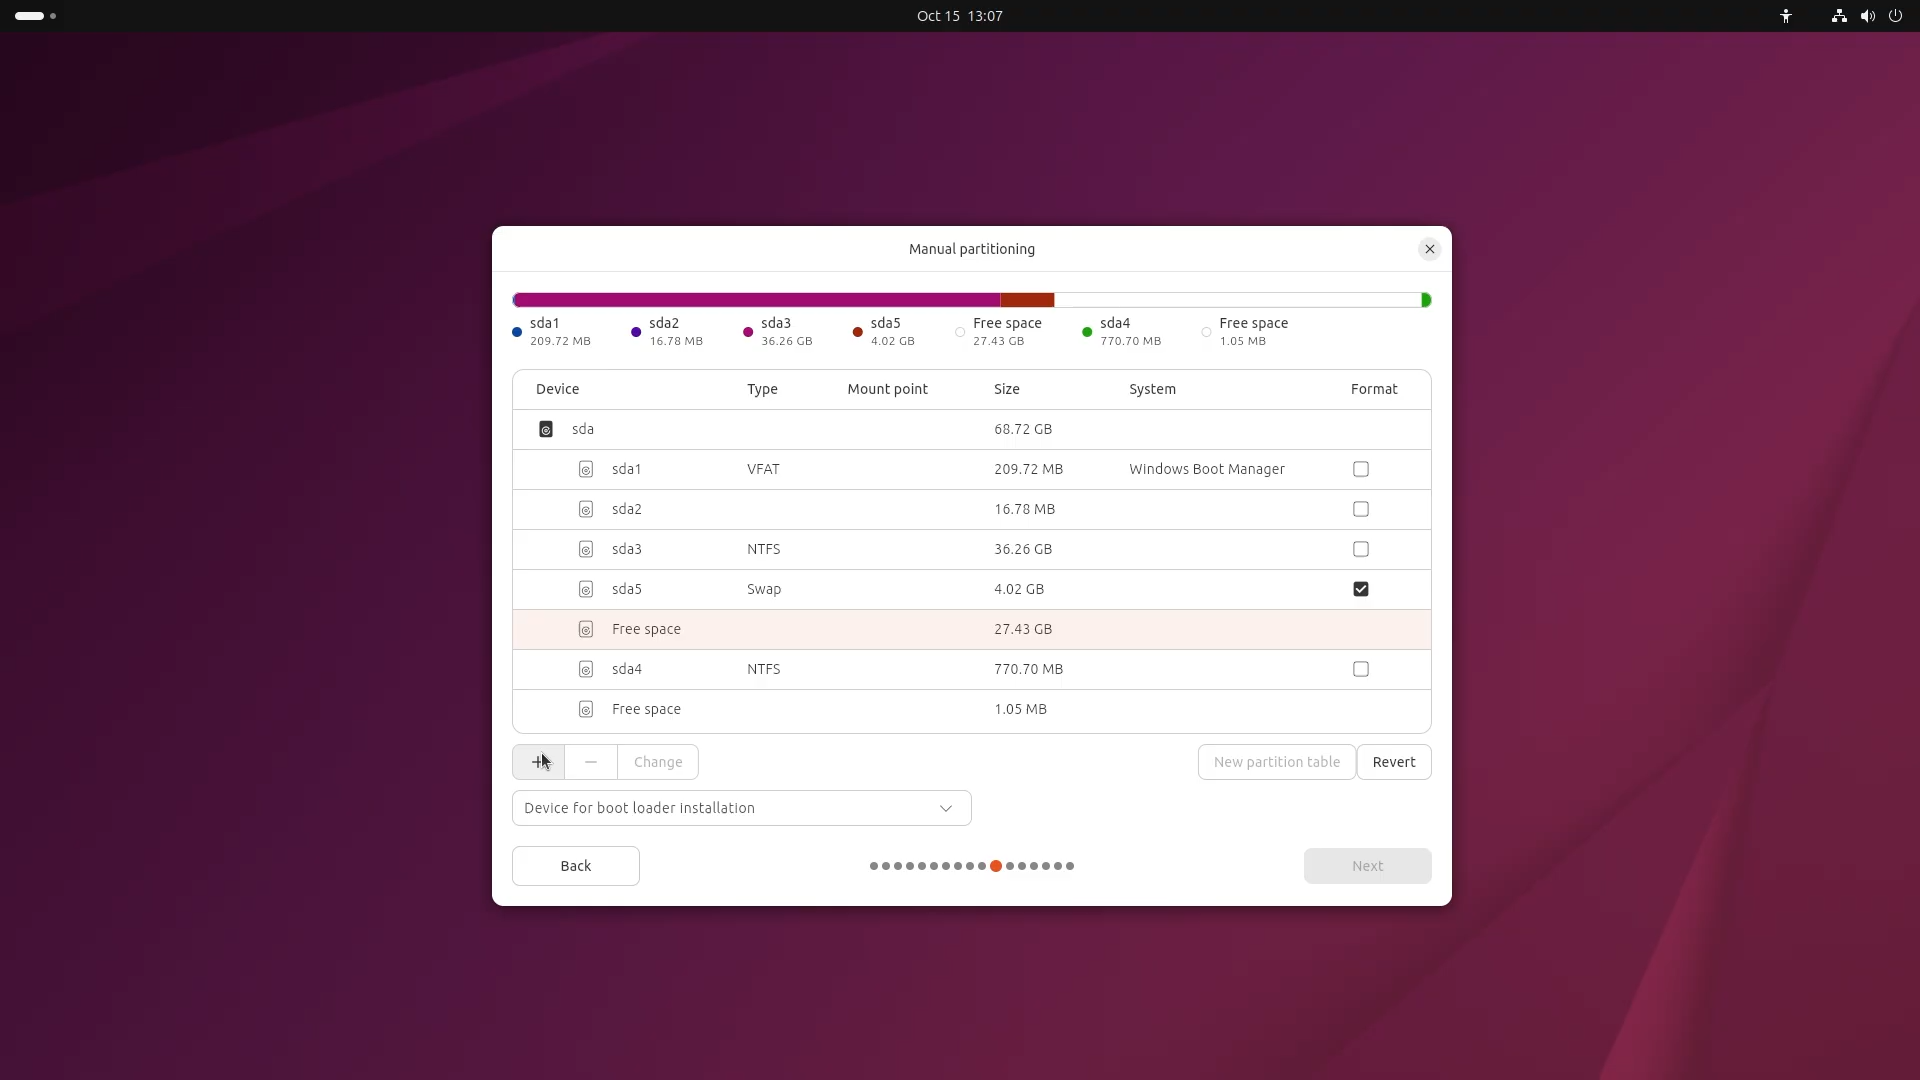 Oct 15 13:07
Manual partitioning
sda1
209.72 MB
sda2
16.78 MB
sda3
36.26 GB
sda5
4.02 GB
Free space
27.43 GB
sda4
770.70 MB
Free space
1.05 MB
Device Type Mount point Size System Format
sda 68.72 GB
sda1 VFAT 209.72 MB Windows Boot Manager
sda2 16.78 MB
sda3 NTFS 36.26 GB
sda5 Swap 4.02 GB
Free space 27.43 GB
sda4 NTFS 770.70 MB
Free space 1.05 MB
+ − Change New partition table Revert
Device for boot loader installation
Back Next